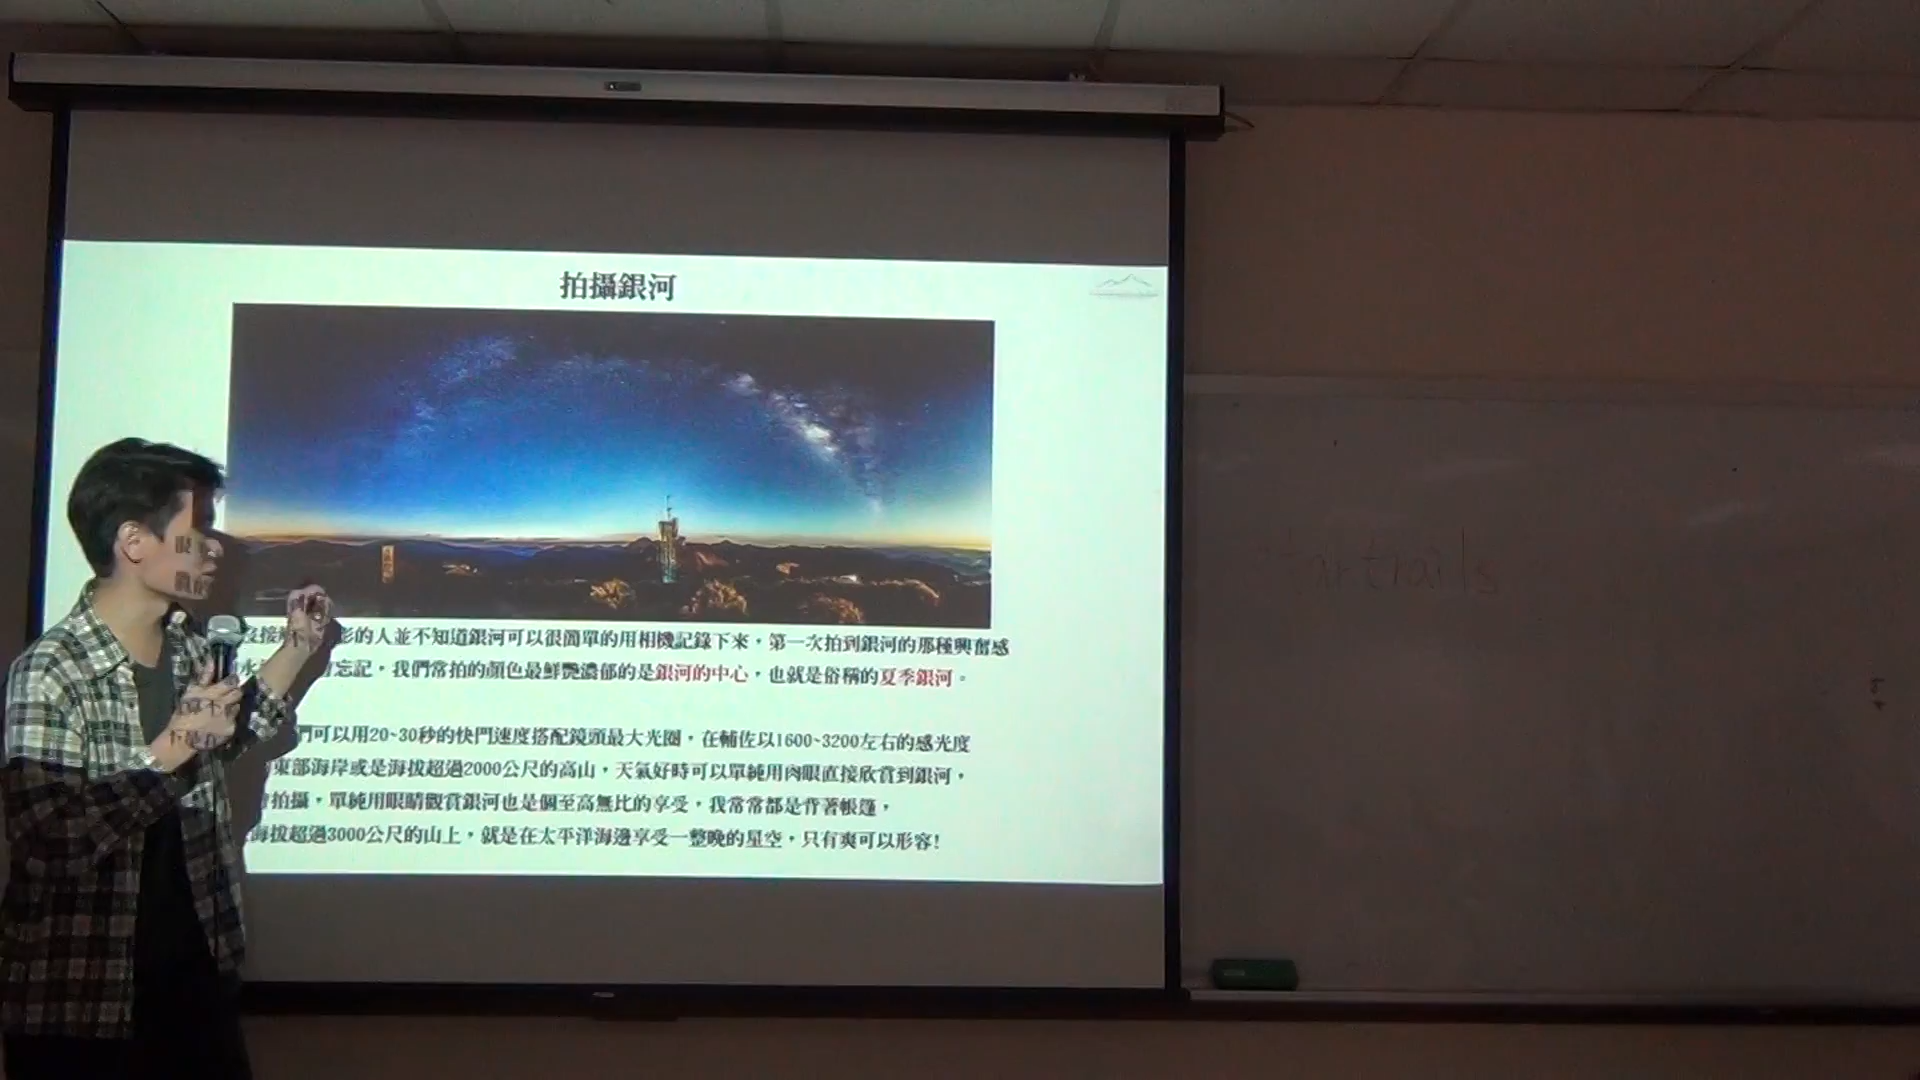 拍攝銀河
影的人並不知道銀河可以很簡單的用相機記錄下來，第一次拍到銀河的那種興奮感
忘記，我們常拍的顏色最鮮艷濃郁的是銀河的中心，也就是俗稱的夏季銀河。
們可以用20~30秒的快門速度搭配鏡頭最大光圈，在輔佐以1600~3200左右的感光度
東部海岸或是海拔超過2000公尺的高山，天氣好時可以單純用肉眼直接欣賞到銀河，
拍攝，單純用眼睛觀賞銀河也是個至高無比的享受，我常常都是背著帳篷，
海拔超過3000公尺的山上，就是在太平洋海邊享受一整晚的星空，只有爽可以形容!
startrails